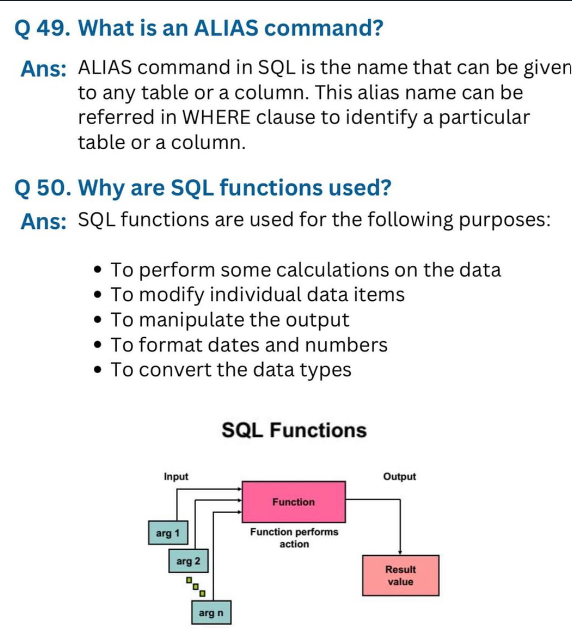 Q 49. What is an ALIAS command?
Ans: ALIAS command in SQL is the name that can be given
to any table or a column. This alias name can be
referred in WHERE clause to identify a particular
table or a column.
Q 50. Why are SQL functions used?
Ans: SQL functions are used for the following purposes:
• To perform some calculations on the data
• To modify individual data items
• To manipulate the output
• To format dates and numbers
• To convert the data types
SQL Functions
Input
Output
Function
Function performs
action
arg 1
arg 2
arg n
Result
value